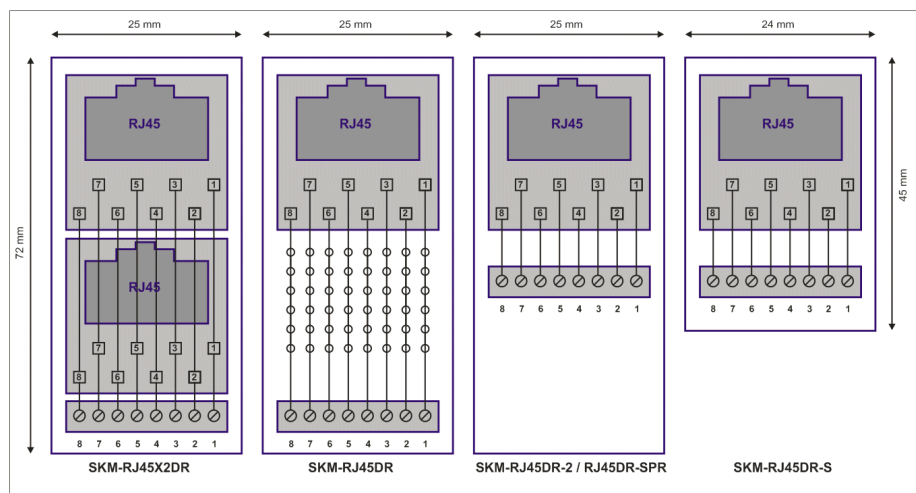 25 mm 25 mm 25 mm 24 mm
72 mm
45 mm
RJ45 RJ45 RJ45 RJ45
7 5 3 1 7 5 3 1 7 5 3 1 7 5 3 1
8 6 4 2 8 6 4 2 8 6 4 2 8 6 4 2
RJ45
8 7 6 5 4 3 2 1 8 7 6 5 4 3 2 1
7 5 3 1
8 6 4 2
8 7 6 5 4 3 2 1 8 7 6 5 4 3 2 1
SKM-RJ45X2DR SKM-RJ45DR SKM-RJ45DR-2 / RJ45DR-SPR SKM-RJ45DR-S